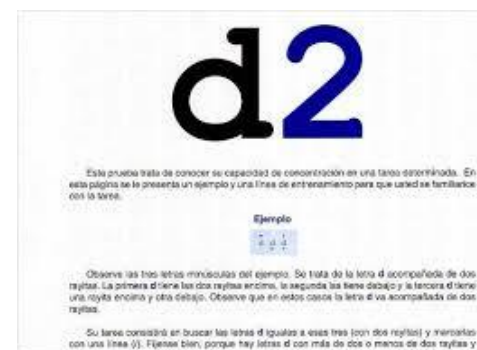 d2
Esta prueba trata de conocer su capacidad de concentración en una tarea determinada. En
esta página se le presenta un ejemplo y una línea de entrenamiento para que usted se familiarice
con la tarea.
Ejemplo
d d d
Observe las tres letras minúsculas del ejemplo. Se trata de la letra d acompañada de dos
rayitas. La primera d tiene las dos rayitas encima, la segunda las tiene debajo y la tercera d tiene
una rayita encima y otra debajo. Observe que en estos casos la letra d va acompañada de dos
rayitas.
Su tarea consistirá en buscar las letras d iguales a esas tres (con dos rayitas) y marcarlas
con una línea (/). Fíjense bien, porque hay letras d con más de dos o menos de dos rayitas y